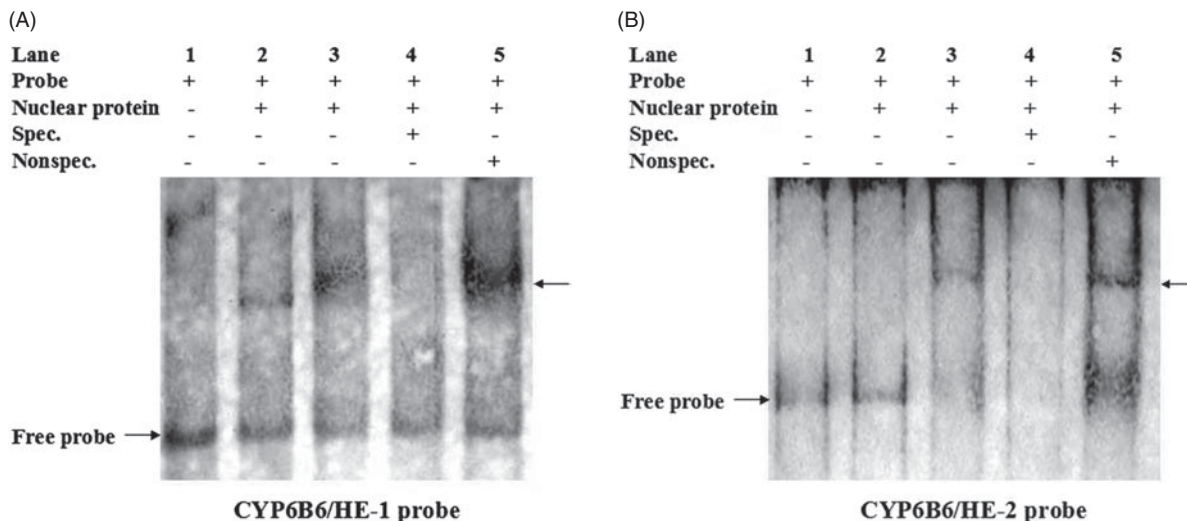 (A)
Lane 1 2 3 4 5
Probe + + + + +
Nuclear protein - + + + +
Spec. - - - + -
Nonspec. - - - - +
Free probe
CYP6B6/HE-1 probe
(B)
Lane 1 2 3 4 5
Probe + + + + +
Nuclear protein - + + + +
Spec. - - - + -
Nonspec. - - - - +
Free probe
CYP6B6/HE-2 probe